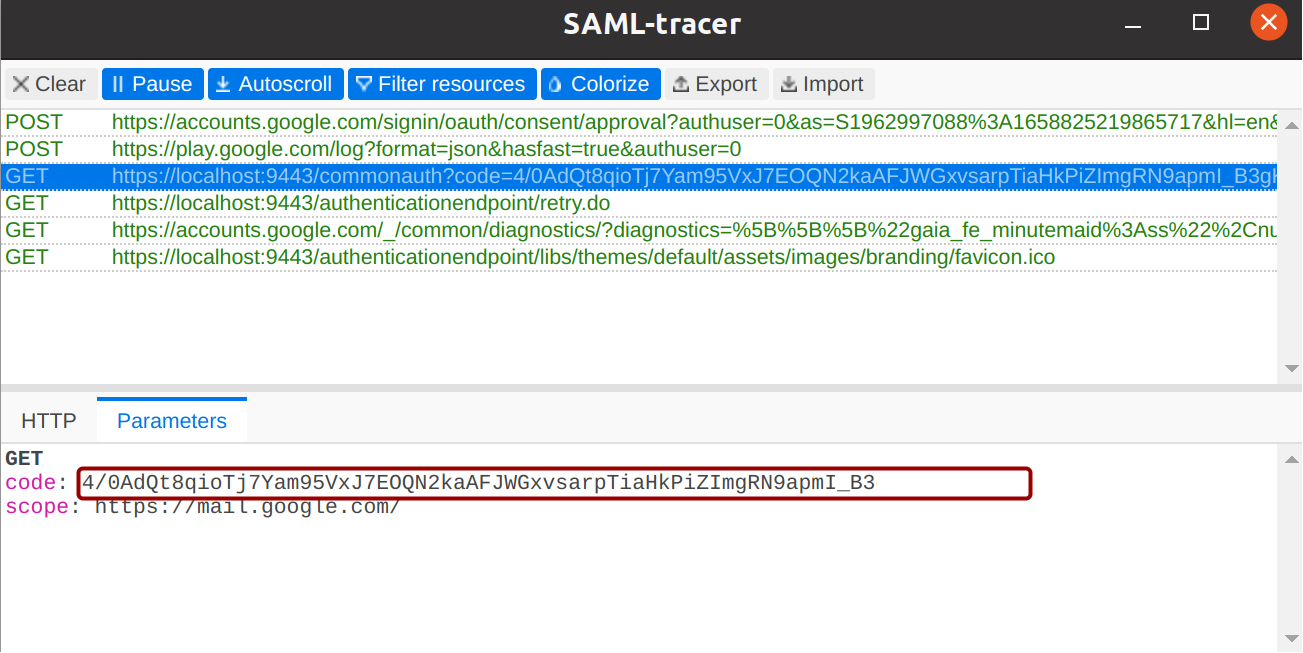 SAML-tracer
Clear Pause Autoscroll Filter resources Colorize Export Import
POST https://accounts.google.com/signin/oauth/consent/approval?authuser=0&as=S1962997088%3A1658825219865717&hl=en&
POST https://play.google.com/log?format=json&hasfast=true&authuser=0
GET https://localhost:9443/commonauth?code=4/0AdQt8qioTj7Yam95VxJ7EOQN2kaAFJWGxvsarpTiaHkPiZImgRN9apmI_B3gH
GET https://localhost:9443/authenticationendpoint/retry.do
GET https://accounts.google.com/_/common/diagnostics/?diagnostics=%5B%5B%5B%22gaia_fe_minutemaid%3Ass%22%2Cnu
GET https://localhost:9443/authenticationendpoint/libs/themes/default/assets/images/branding/favicon.ico
HTTP Parameters
GET
code: 4/0AdQt8qioTj7Yam95VxJ7EOQN2kaAFJWGxvsarpTiaHkPiZImgRN9apmI_B3
scope: https://mail.google.com/